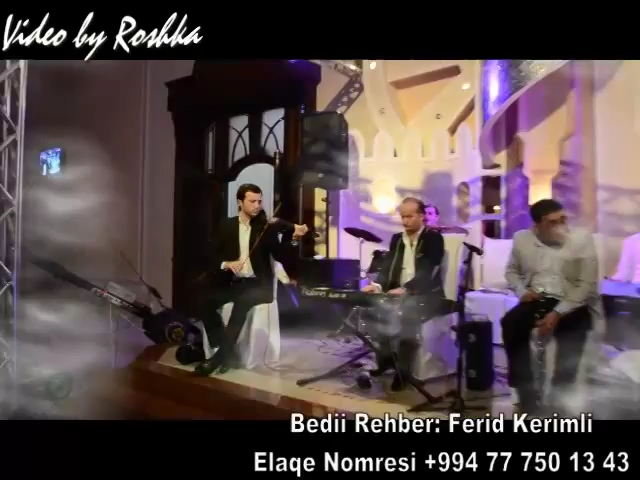 Video by Roshka
Bedii Rehber: Ferid Kerimli
Elaqe Nomresi +994 77 750 13 43